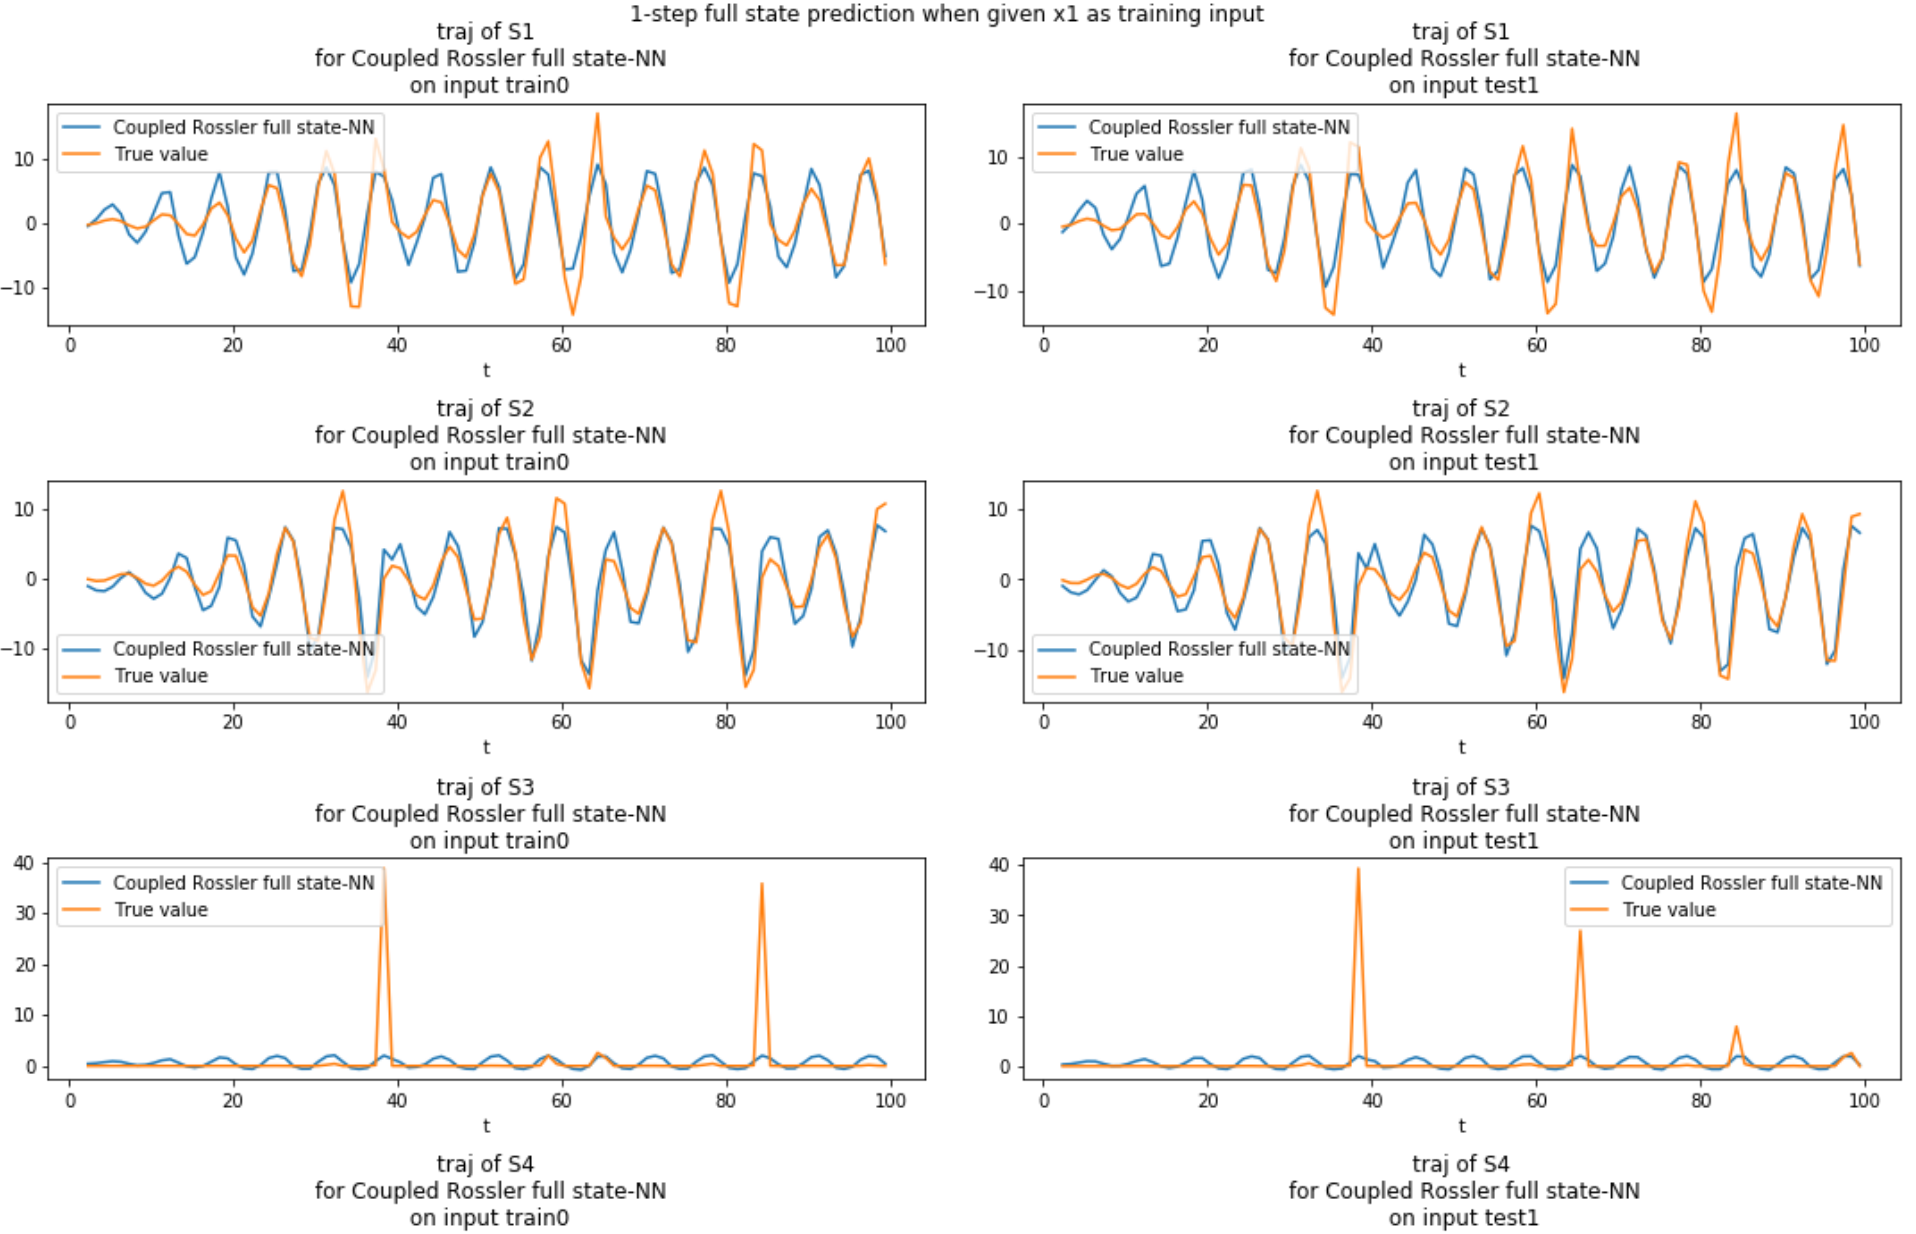 1-step full state prediction when given x1 as training input
traj of S1
for Coupled Rossler full state-NN
on input train0
Coupled Rossler full state-NN
True value
10
0
−10
0 20 40 60 80 100
t
traj of S1
for Coupled Rossler full state-NN
on input test1
Coupled Rossler full state-NN
True value
10
0
−10
0 20 40 60 80 100
t
traj of S2
for Coupled Rossler full state-NN
on input train0
10
0
−10
Coupled Rossler full state-NN
True value
0 20 40 60 80 100
t
traj of S2
for Coupled Rossler full state-NN
on input test1
10
0
−10
Coupled Rossler full state-NN
True value
0 20 40 60 80 100
t
traj of S3
for Coupled Rossler full state-NN
on input train0
Coupled Rossler full state-NN
True value
40
30
20
10
0
0 20 40 60 80 100
t
traj of S3
for Coupled Rossler full state-NN
on input test1
Coupled Rossler full state-NN
True value
40
30
20
10
0
0 20 40 60 80 100
t
traj of S4
for Coupled Rossler full state-NN
on input train0
traj of S4
for Coupled Rossler full state-NN
on input test1